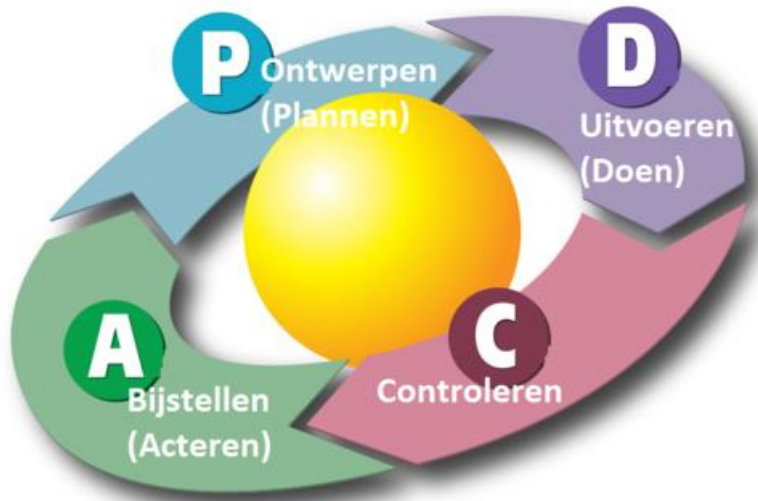 P
Ontwerpen
(Plannen)
D
Uitvoeren
(Doen)
C
Controleren
A
Bijstellen
(Acteren)